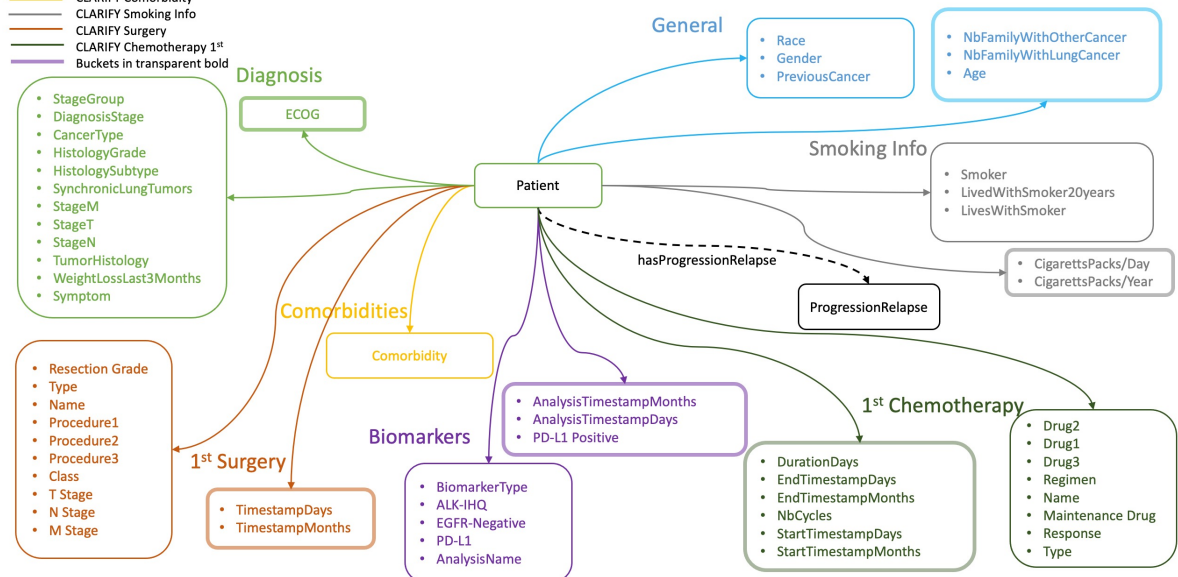 CLARIFY Comorbidity
CLARIFY Smoking Info
CLARIFY Surgery
CLARIFY Chemotherapy 1st
Buckets in transparent bold
General
• Race
• Gender
• PreviousCancer
• NbFamilyWithOtherCancer
• NbFamilyWithLungCancer
• Age
Diagnosis
ECOG
• StageGroup
• DiagnosisStage
• CancerType
• HistologyGrade
• HistologySubtype
• SynchronicLungTumors
• StageM
• StageT
• StageN
• TumorHistology
• WeightLossLast3Months
• Symptom
Patient
Smoking Info
• Smoker
• LivedWithSmoker20years
• LivesWithSmoker
• CigarettsPacks/Day
• CigarettsPacks/Year
hasProgressionRelapse
ProgressionRelapse
Comorbidities
Comorbidity
• Resection Grade
• Type
• Name
• Procedure1
• Procedure2
• Procedure3
• Class
• T Stage
• N Stage
• M Stage
1st Surgery
• TimestampDays
• TimestampMonths
Biomarkers
• AnalysisTimestampMonths
• AnalysisTimestampDays
• PD-L1 Positive
• BiomarkerType
• ALK-IHQ
• EGFR-Negative
• PD-L1
• AnalysisName
1st Chemotherapy
• DurationDays
• EndTimestampDays
• EndTimestampMonths
• NbCycles
• StartTimestampDays
• StartTimestampMonths
• Drug2
• Drug1
• Drug3
• Regimen
• Name
• Maintenance Drug
• Response
• Type